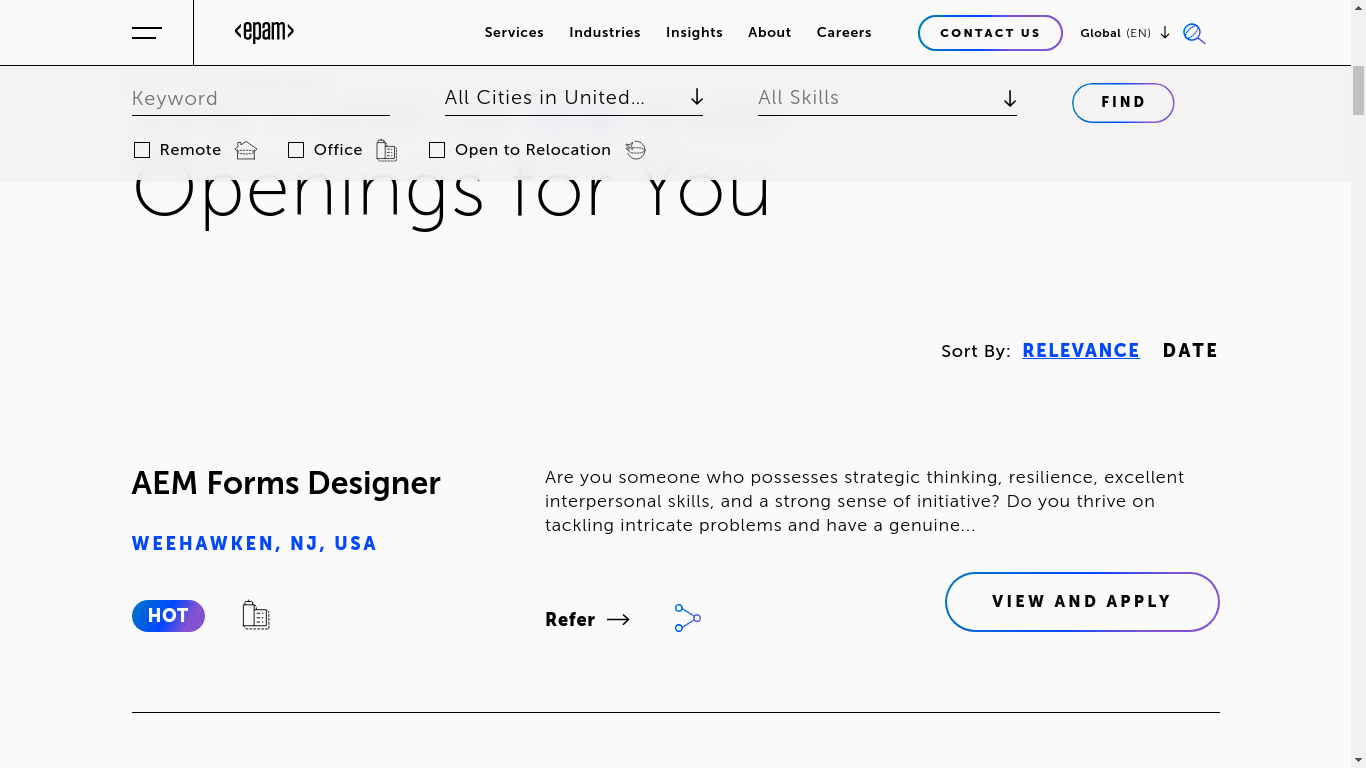 <epam>
Services Industries Insights About Careers CONTACT US Global (EN)
Keyword All Cities in United... All Skills FIND
Remote Office Open to Relocation
Openings for You
Sort By: RELEVANCE DATE
AEM Forms Designer
WEEHAWKEN, NJ, USA
HOT
Are you someone who possesses strategic thinking, resilience, excellent
interpersonal skills, and a strong sense of initiative? Do you thrive on
tackling intricate problems and have a genuine...
Refer
VIEW AND APPLY